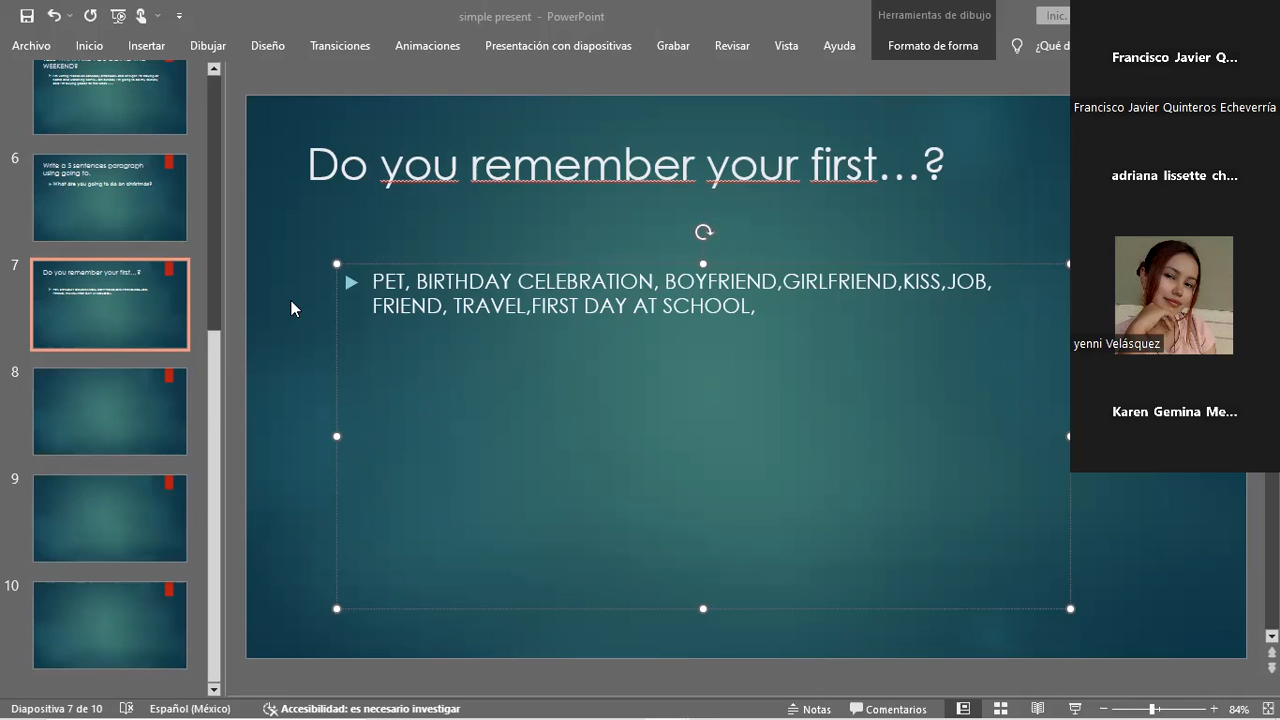 simple present - PowerPoint
Herramientas de dibujo
Inic.
Archivo
Inicio
Insertar
Dibujar
Diseño
Transiciones
Animaciones
Presentación con diapositivas
Grabar
Revisar
Vista
Ayuda
Formato de forma
¿Qué d
WEEKEND?
6
Write a 5 sentences paragraph
using going to.
What are you going to do on christmas?
7
Do you remember your first...?
8
9
10
Do you remember your first...?
PET, BIRTHDAY CELEBRATION, BOYFRIEND,GIRLFRIEND,KISS,JOB,
FRIEND, TRAVEL,FIRST DAY AT SCHOOL,
Francisco Javier Q...
Francisco Javier Quinteros Echeverría
adriana lissette ch...
yenni Velásquez
Karen Gemina Me...
Diapositiva 7 de 10
Español (México)
Accesibilidad: es necesario investigar
Notas
Comentarios
84%